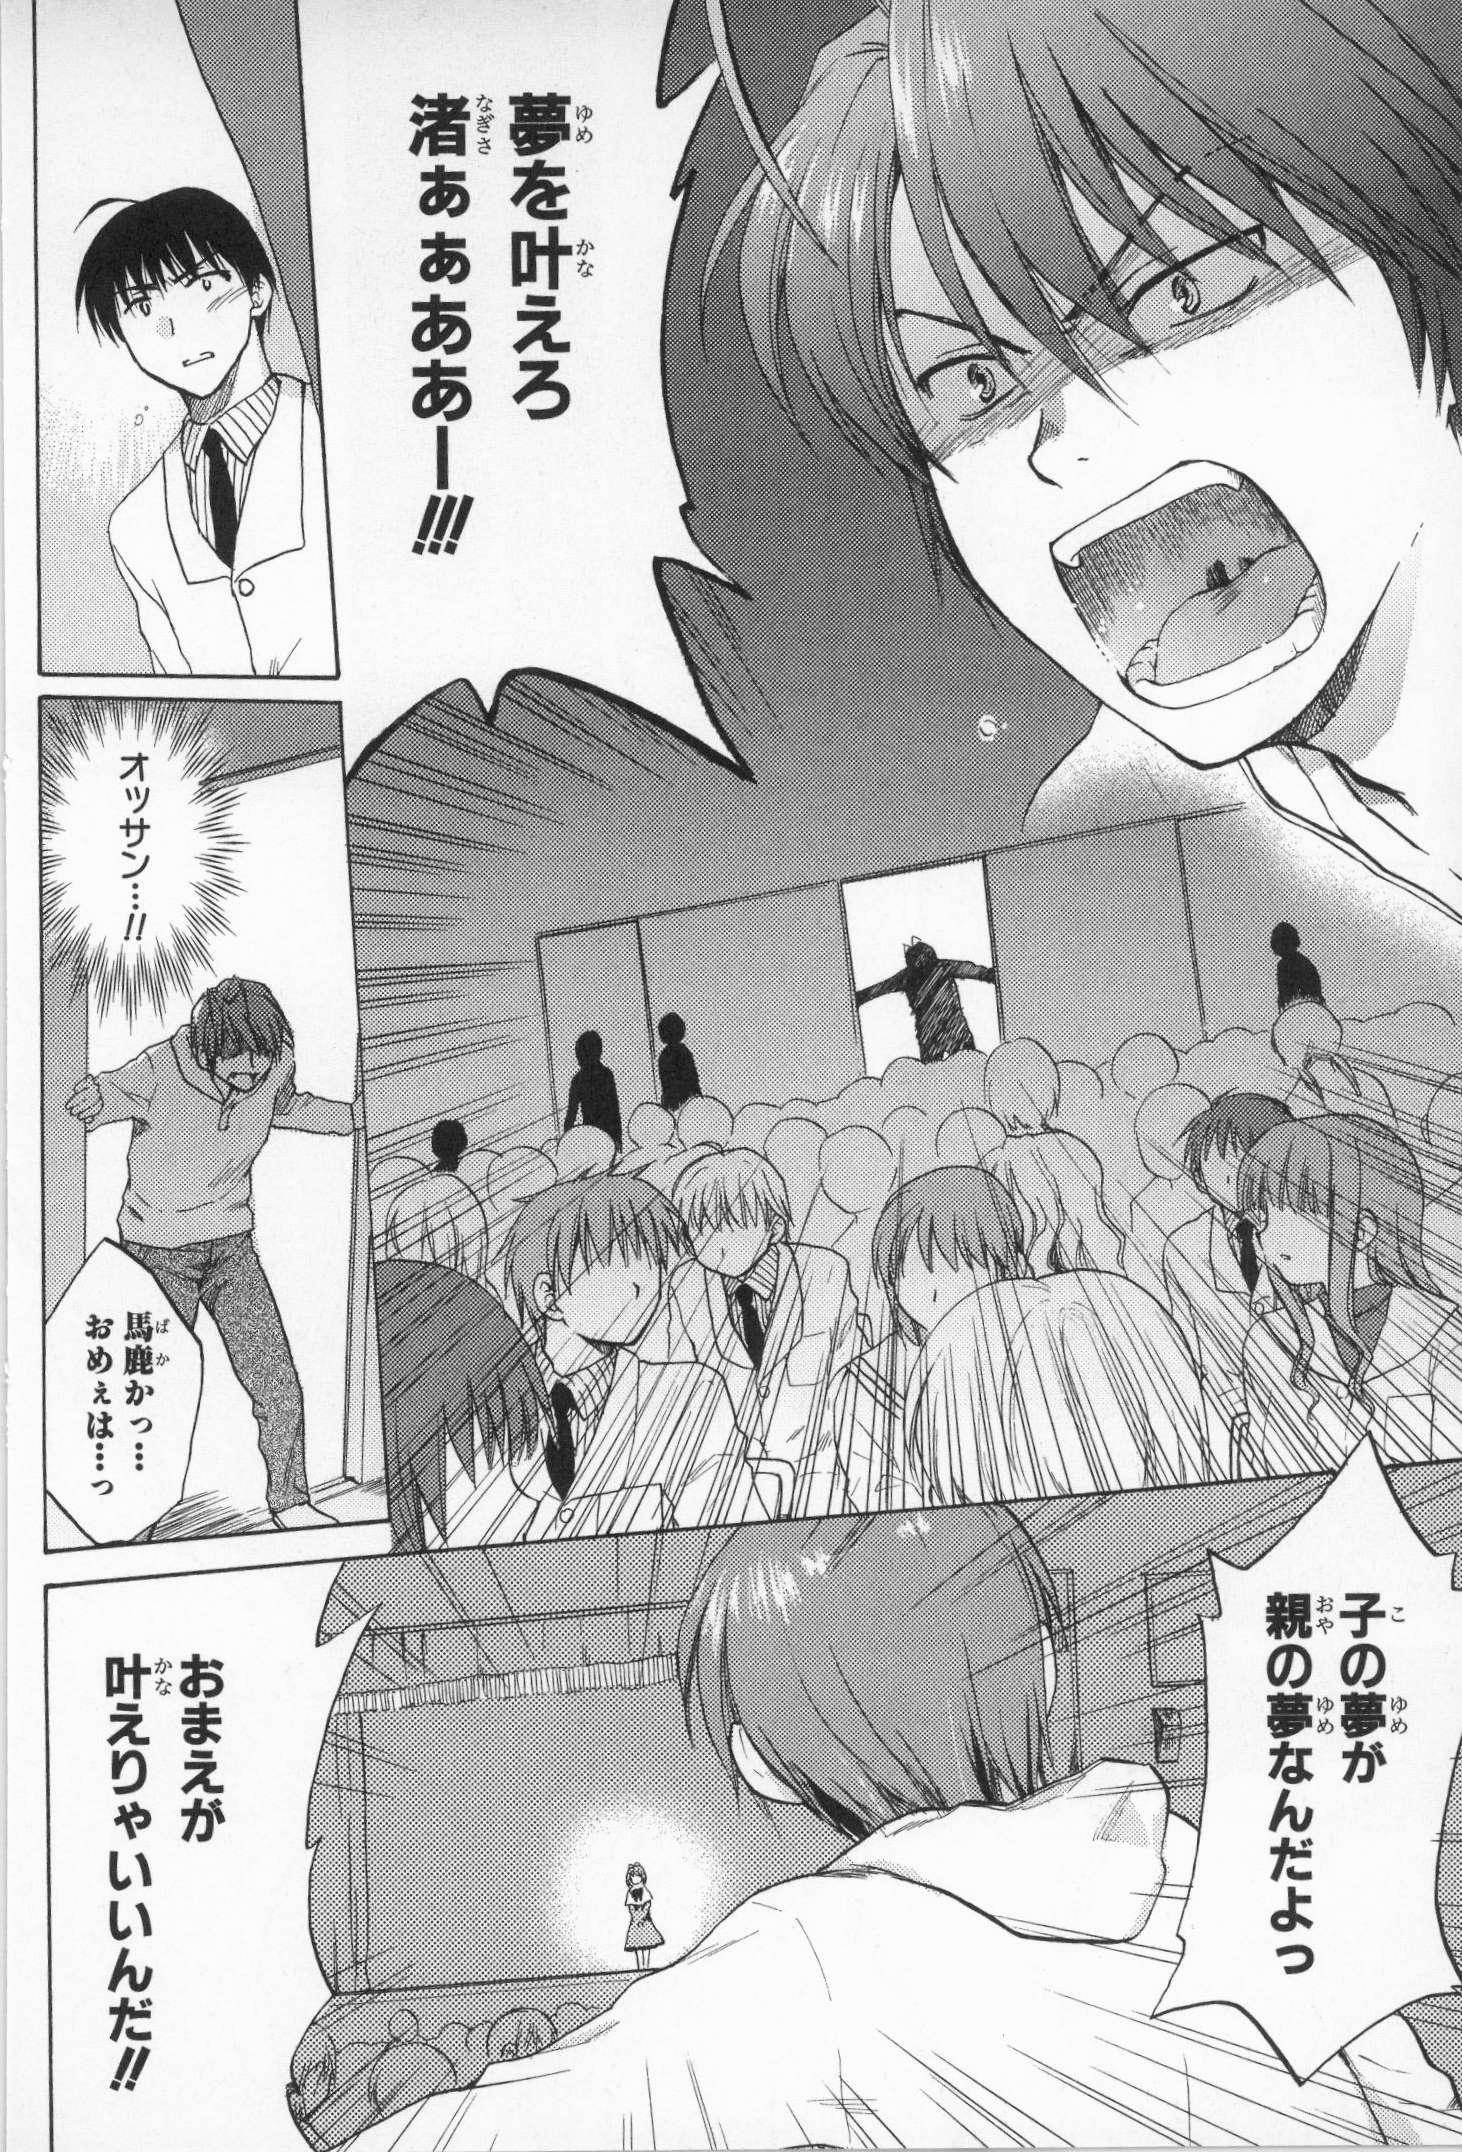 夢を叶えろ
渚ぁぁああー!!!
オッサン…!!
馬鹿かっ…
おめぇは…っ
子の夢が
親の夢なんだよっ
おまえが
叶えりゃいいんだ!!